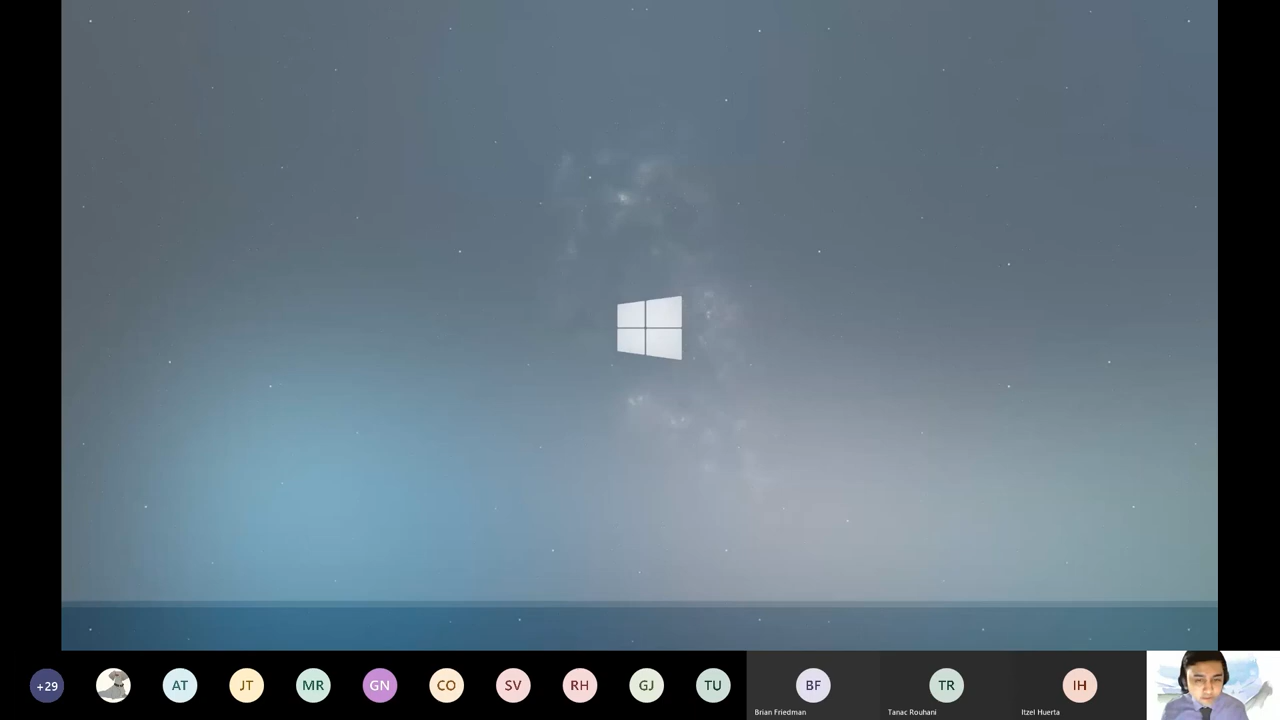 +29
AT
JT
MR
GN
CO
SV
RH
GJ
TU
BF
TR
IH
Brian Friedman
Tanac Rouhani
Itzel Huerta